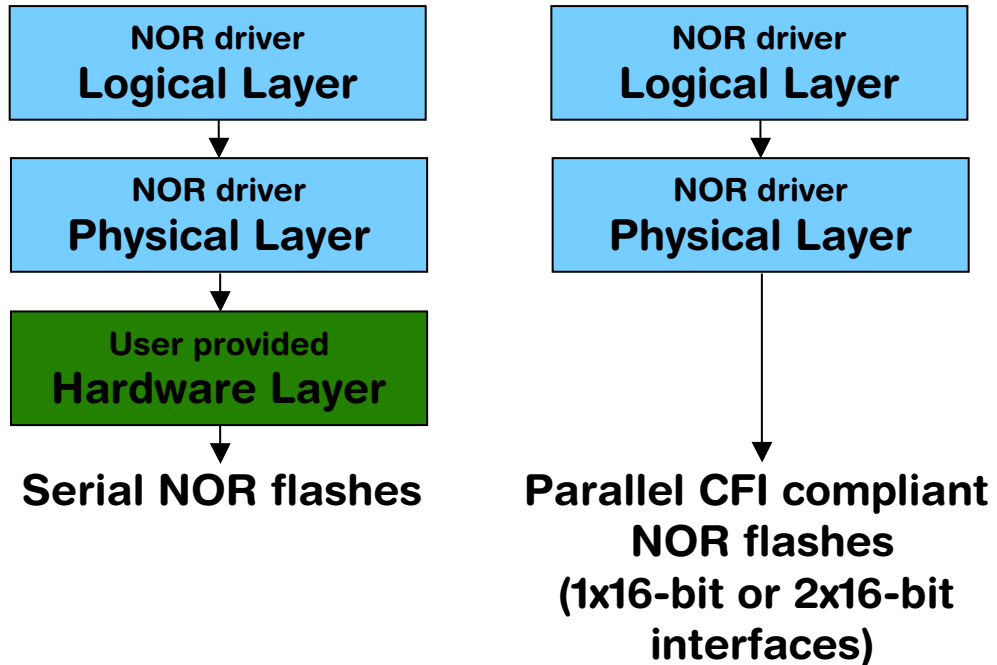 NOR driver
Logical Layer
NOR driver
Physical Layer
User provided
Hardware Layer
Serial NOR flashes
NOR driver
Logical Layer
NOR driver
Physical Layer
Parallel CFI compliant
NOR flashes
(1x16-bit or 2x16-bit
interfaces)